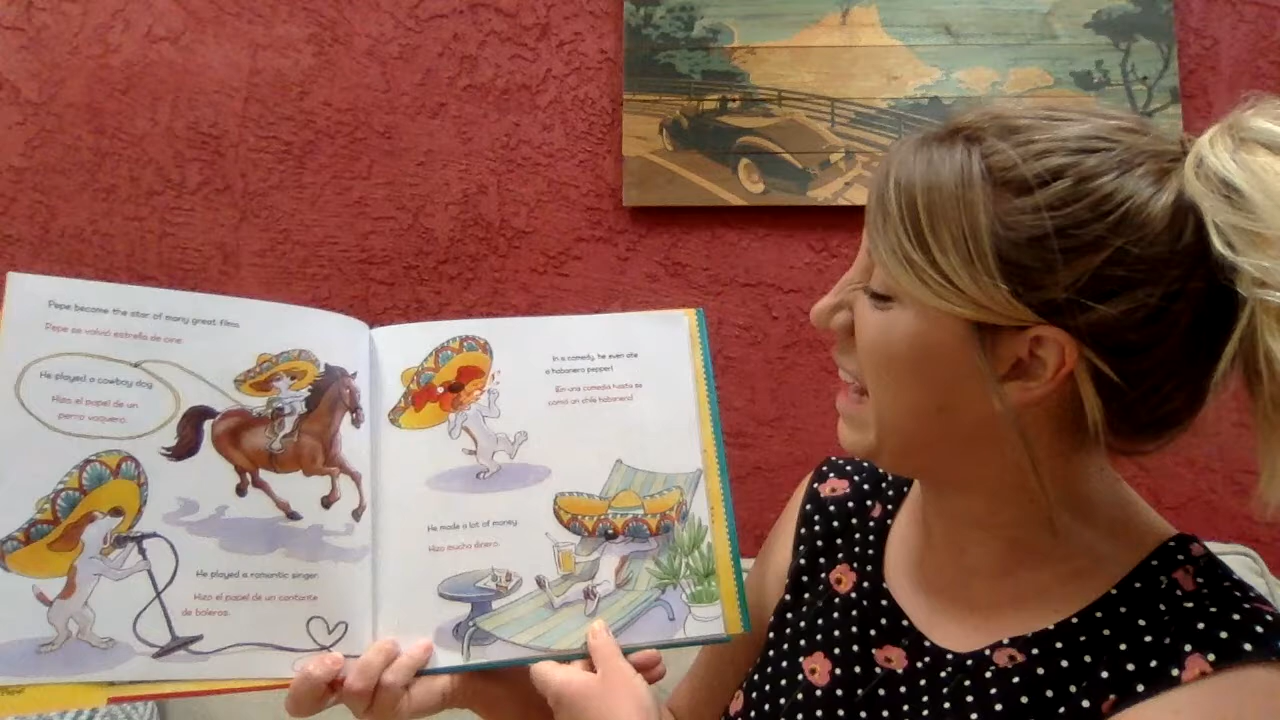 Pepe became the star of many great films.
Pepe se volvió estrella de cine.
He played a cowboy dog
Hizo el papel de un
perro vaquero.
He played a romantic singer.
Hizo el papel de un cantante
de boleros.
In a comedy, he even ate
a habanero pepper!
¡En una comedia hasta se
comió un chile habanero!
He made a lot of money.
Hizo mucho dinero.